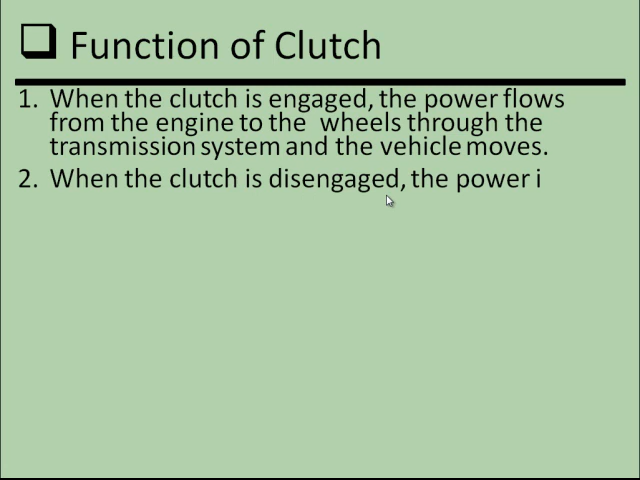 Function of Clutch
1. When the clutch is engaged, the power flows
from the engine to the wheels through the
transmission system and the vehicle moves.
2. When the clutch is disengaged, the power i